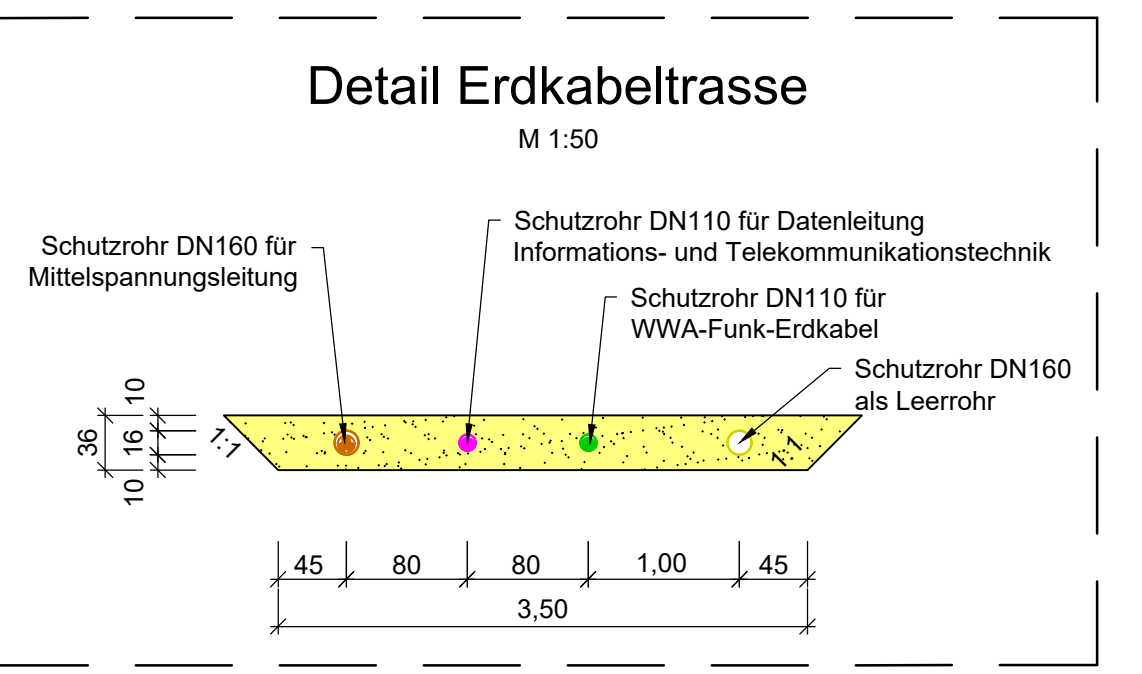 Detail Erdkabeltrasse
M 1:50
Schutzrohr DN160 für
Mittelspannungsleitung
Schutzrohr DN110 für Datenleitung
Informations- und Telekommunikationstechnik
Schutzrohr DN110 für
WWA-Funk-Erdkabel
Schutzrohr DN160
als Leerrohr
36
10
16
10
1:1
1:1
45
80
80
1,00
45
3,50